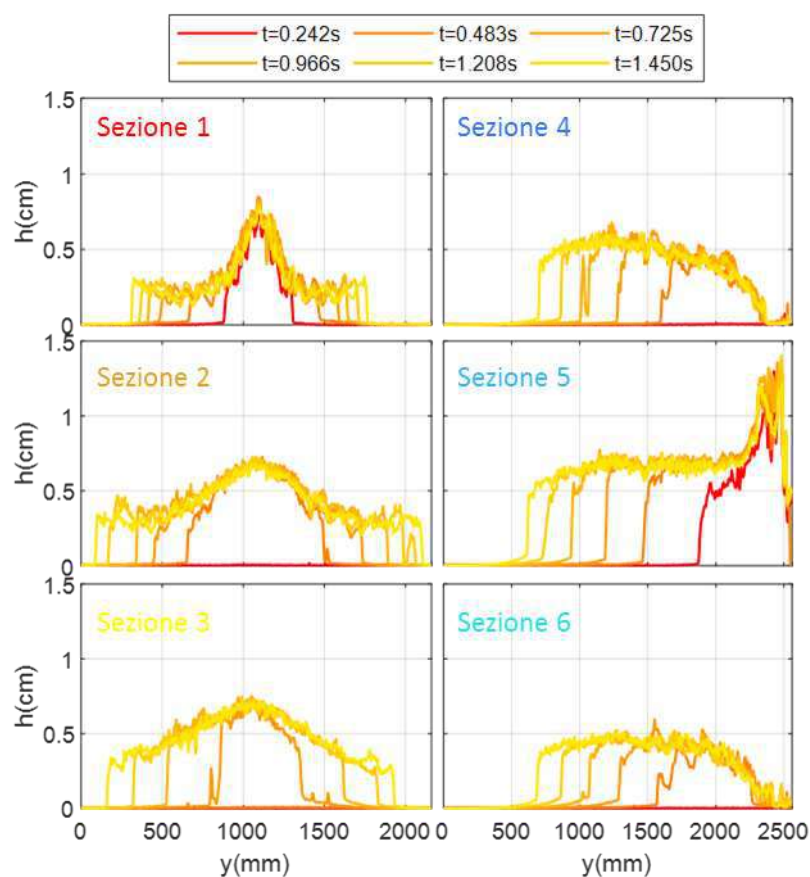 t=0.242s t=0.483s t=0.725s
t=0.966s t=1.208s t=1.450s
1.5
Sezione 1
Sezione 4
1
h(cm)
0.5
0
1.5
Sezione 2
Sezione 5
1
h(cm)
0.5
0
1.5
Sezione 3
Sezione 6
1
h(cm)
0.5
0
0 500 1000 1500 2000 0 500 1000 1500 2000 2500
y(mm) y(mm)